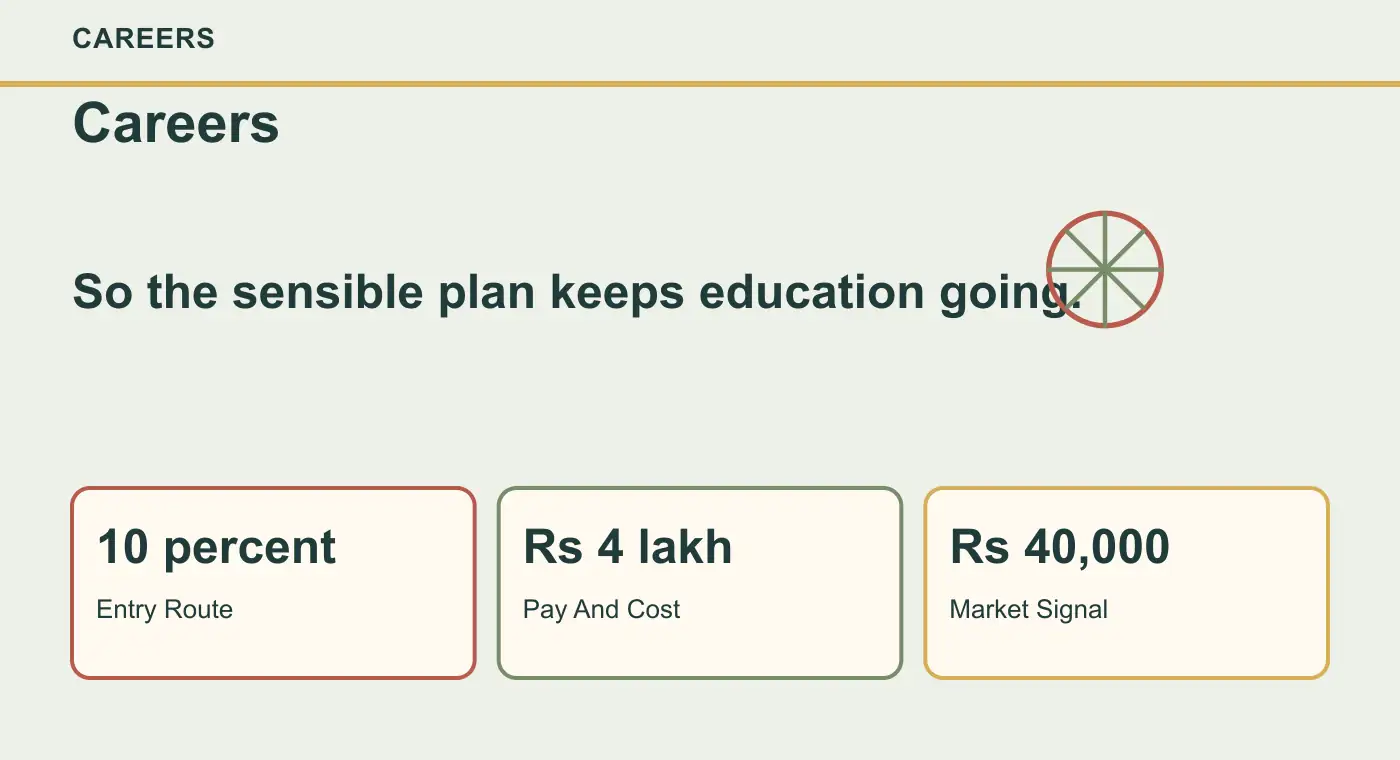 CAREERS
Careers
So the sensible plan keeps education going.
10 percent
Entry Route
Rs 4 lakh
Pay And Cost
Rs 40,000
Market Signal